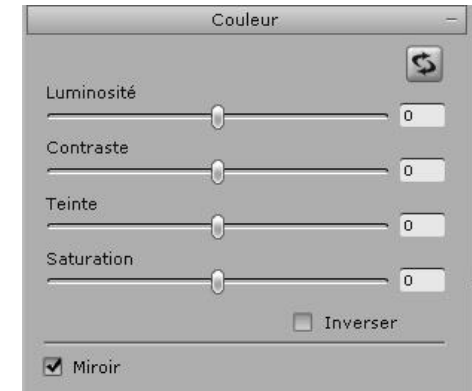 Couleur
Luminosité
0
Contraste
0
Teinte
0
Saturation
0
Inverser
Miroir